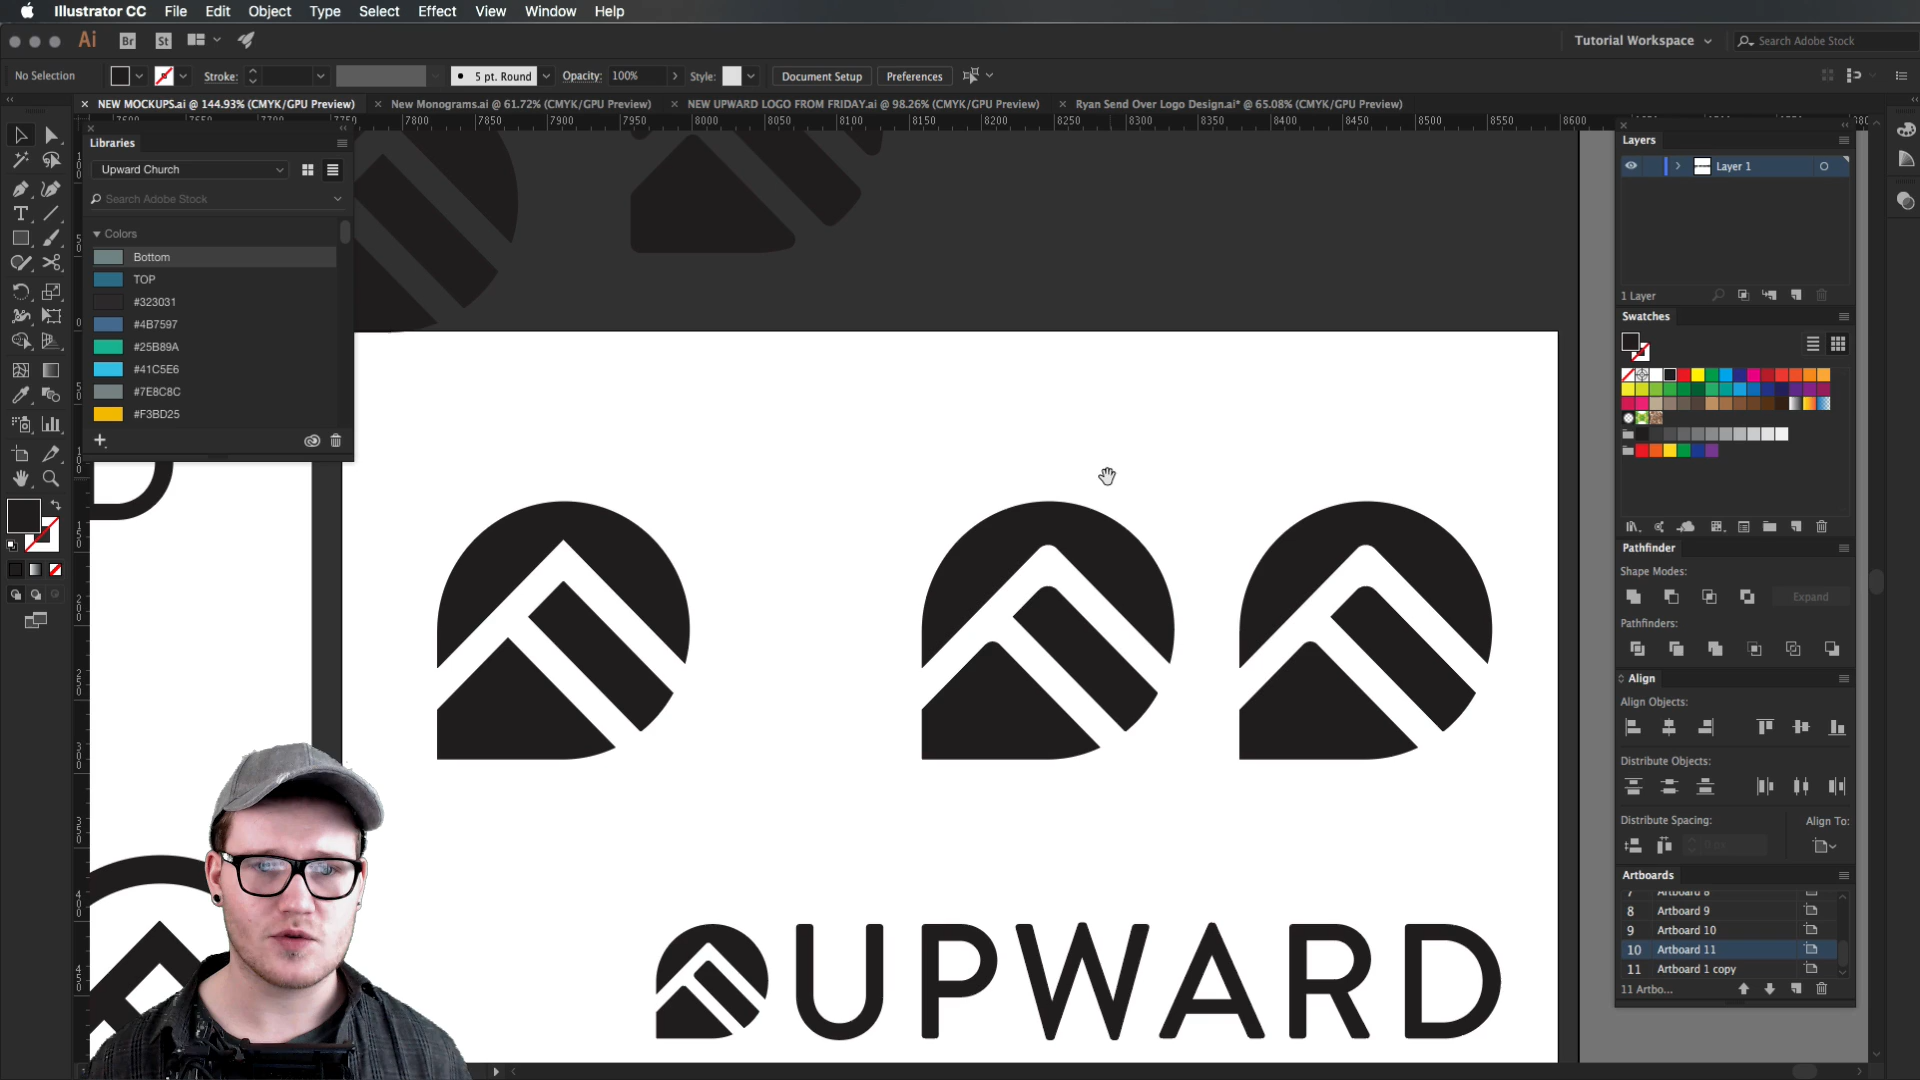 Illustrator CC File Edit Object Type Select Effect View Window Help
Ai Br St Tutorial Workspace Search Adobe Stock
No Selection Stroke: 5 pt. Round Opacity: 100% Style: Document Setup Preferences
× NEW MOCKUPS.ai @ 144.93% (CMYK/GPU Preview) × New Monograms.ai @ 61.72% (CMYK/GPU Preview) × NEW UPWARD LOGO FROM FRIDAY.ai @ 98.26% (CMYK/GPU Preview) × Ryan Send Over Logo Design.ai* @ 65.08% (CMYK/GPU Preview)
7800 7850 7900 7950 8000 8050 8100 8150 8200 8250 8300 8350 8400 8450 8500 8550 8600
Libraries
Upward Church
Search Adobe Stock
Colors
Bottom
TOP
#323031
#4B7597
#25B89A
#41C5E6
#7E8C8C
#F3BD25
UPWARD
Layers
Layer 1
1 Layer
Swatches
Pathfinder
Shape Modes:
Expand
Pathfinders:
Align
Align Objects:
Distribute Objects:
Distribute Spacing:
Align To:
Artboards
7 Artboard 8
8 Artboard 9
9 Artboard 10
10 Artboard 11
11 Artboard 1 copy
11 Artbo...